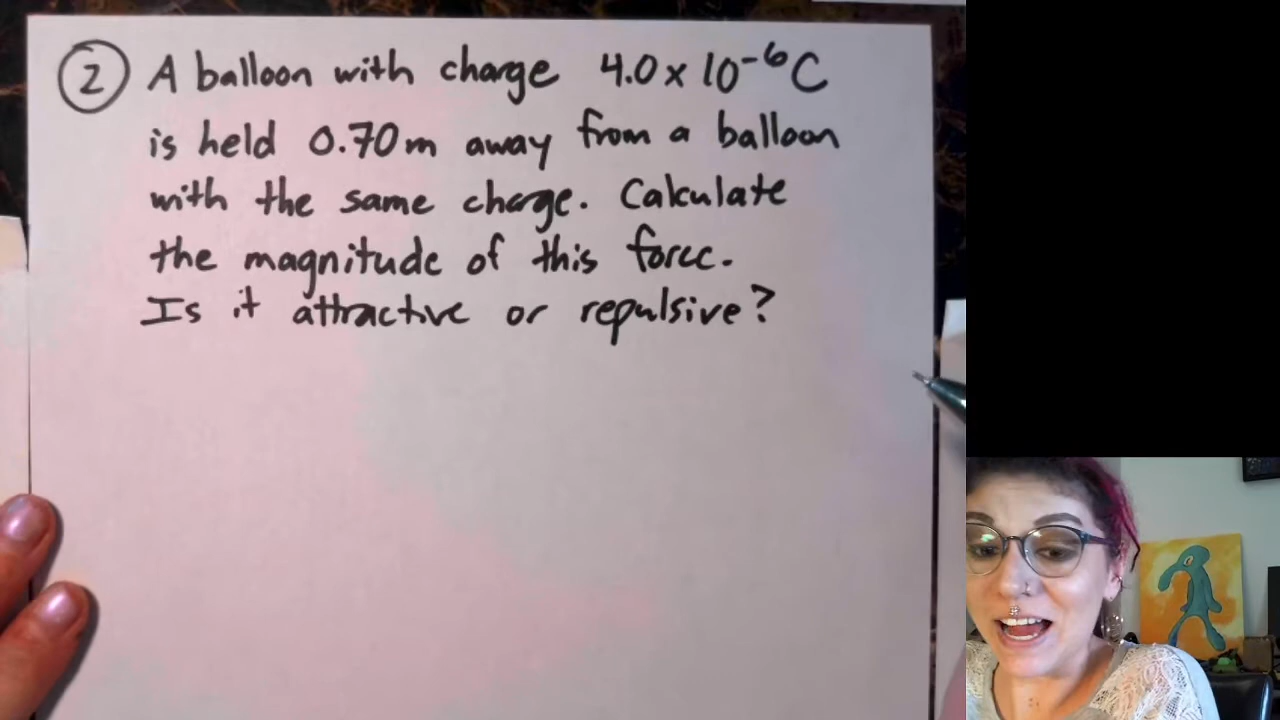 2 A balloon with charge 4.0 x 10⁻⁶ C
is held 0.70m away from a balloon
with the same charge. Calculate
the magnitude of this force.
Is it attractive or repulsive?